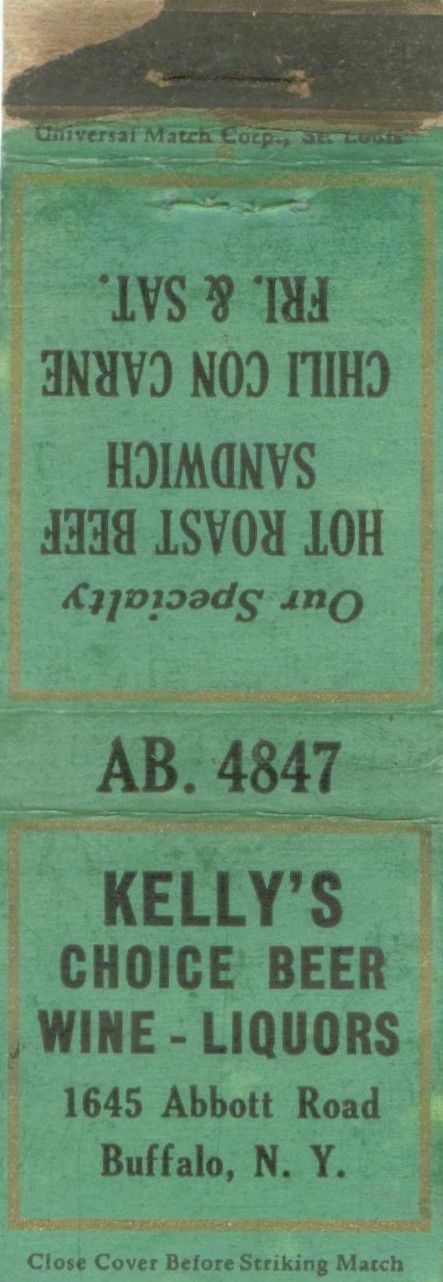 Universal Match Corp., St. Louis
Our Specialty
HOT ROAST BEEF
SANDWICH
CHILI CON CARNE
FRI. & SAT.
AB. 4847
KELLY'S
CHOICE BEER
WINE - LIQUORS
1645 Abbott Road
Buffalo, N. Y.
Close Cover Before Striking Match